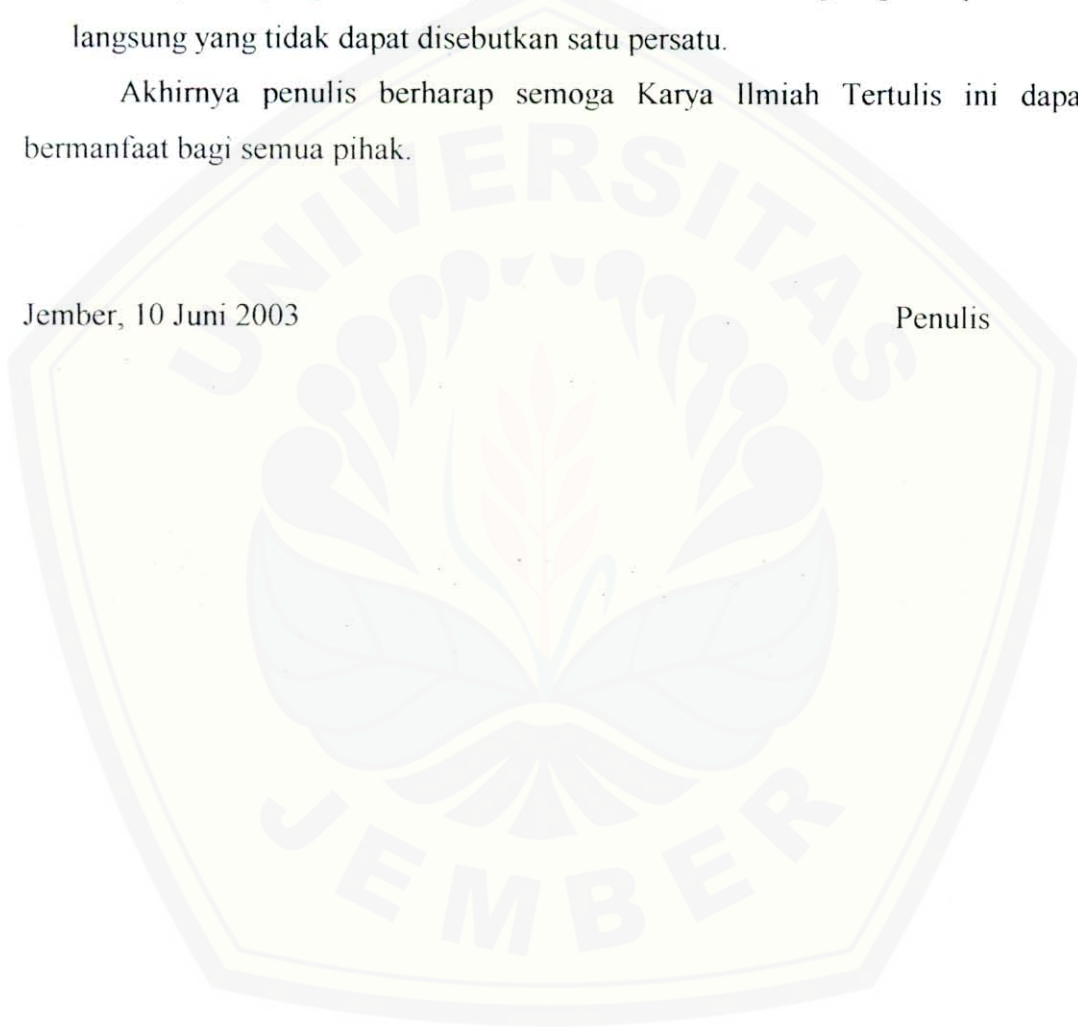 langsung yang tidak dapat disebutkan satu persatu.
Akhirnya penulis berharap semoga Karya Ilmiah Tertulis ini dapa
bermanfaat bagi semua pihak.
UNIVERSITAS
Jember, 10 Juni 2003 Penulis
JEMBER